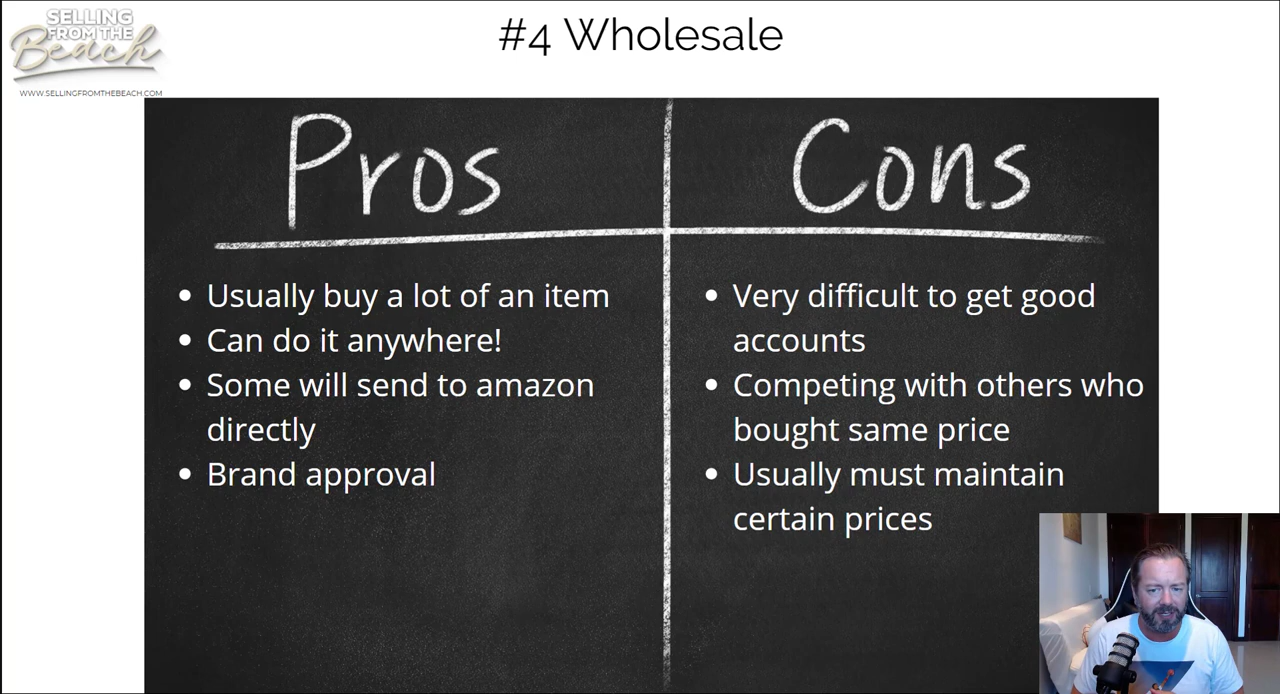 SELLING
FROM THE
Beach
WWW.SELLINGFROMTHEBEACH.COM
#4 Wholesale
Pros
• Usually buy a lot of an item
• Can do it anywhere!
• Some will send to amazon
directly
• Brand approval
Cons
• Very difficult to get good
accounts
• Competing with others who
bought same price
• Usually must maintain
certain prices